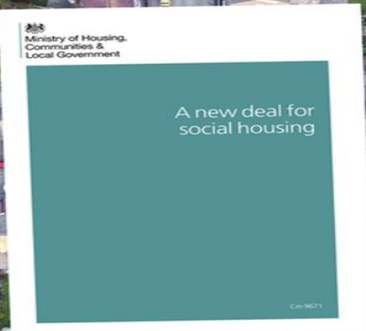 Ministry of Housing,
Communities &
Local Government
A new deal for
social housing
Cm 9671